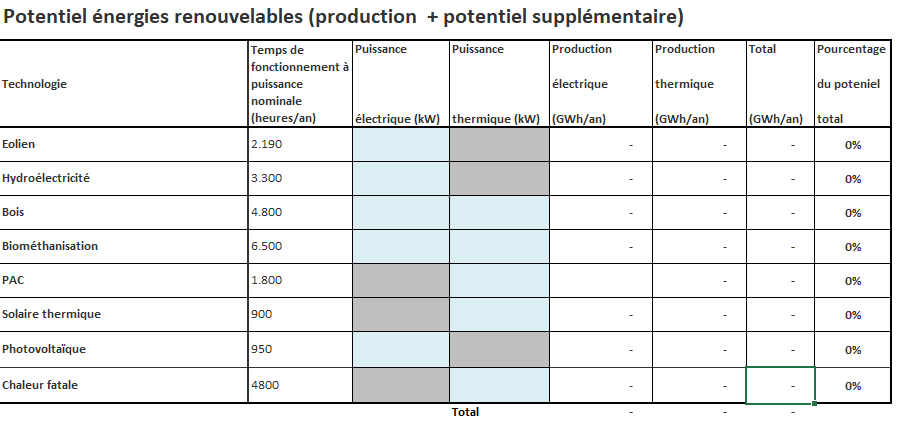 Potentiel énergies renouvelables (production + potentiel supplémentaire)
Technologie
Temps de fonctionnement à puissance nominale (heures/an)
Puissance électrique (kW)
Puissance thermique (kW)
Production électrique (GWh/an)
Production thermique (GWh/an)
Total (GWh/an)
Pourcentage du poteniel total
Eolien 2.190 - - - 0%
Hydroélectricité 3.300 - - - 0%
Bois 4.800 - - - 0%
Biométhanisation 6.500 - - - 0%
PAC 1.800 - - 0%
Solaire thermique 900 - - - 0%
Photovoltaïque 950 - - - 0%
Chaleur fatale 4800 - - - 0%
Total - - -